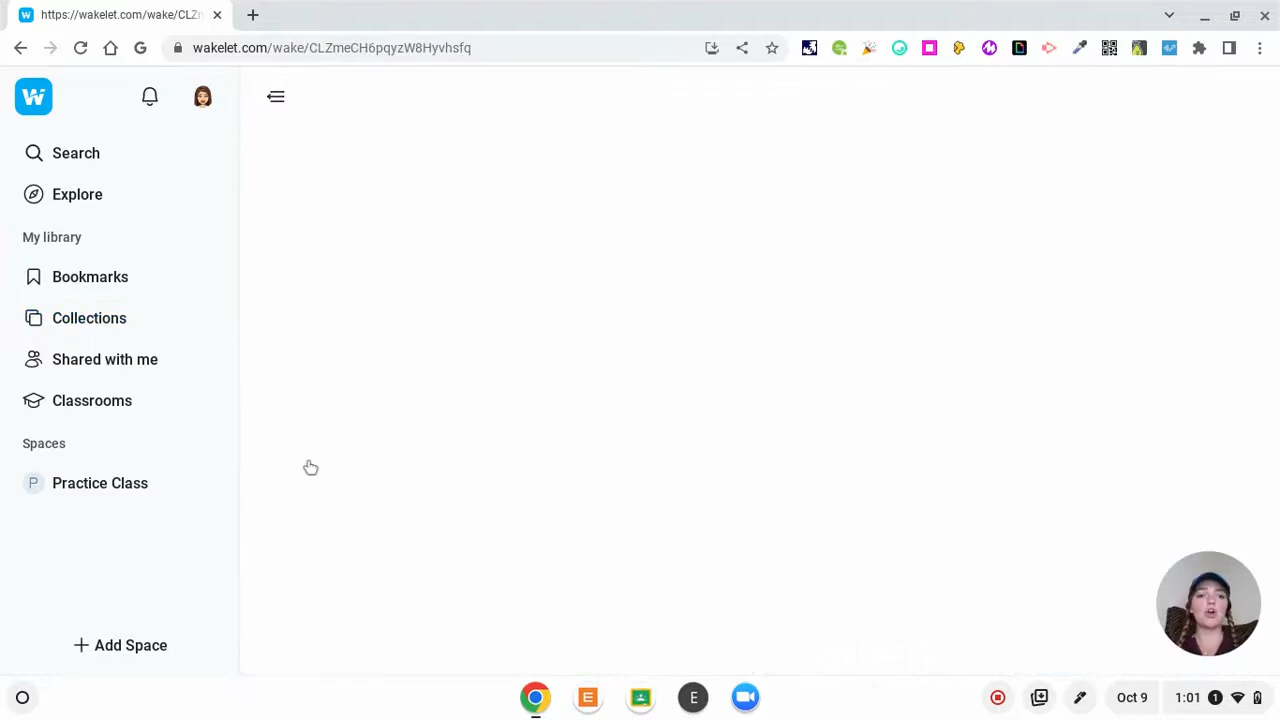 https://wakelet.com/wake/CLZm
wakelet.com/wake/CLZmeCH6pqyzW8Hyvhsfq
W
Search
Explore
My library
Bookmarks
Collections
Shared with me
Classrooms
Spaces
P Practice Class
+ Add Space
E
E
Oct 9
1:01
1